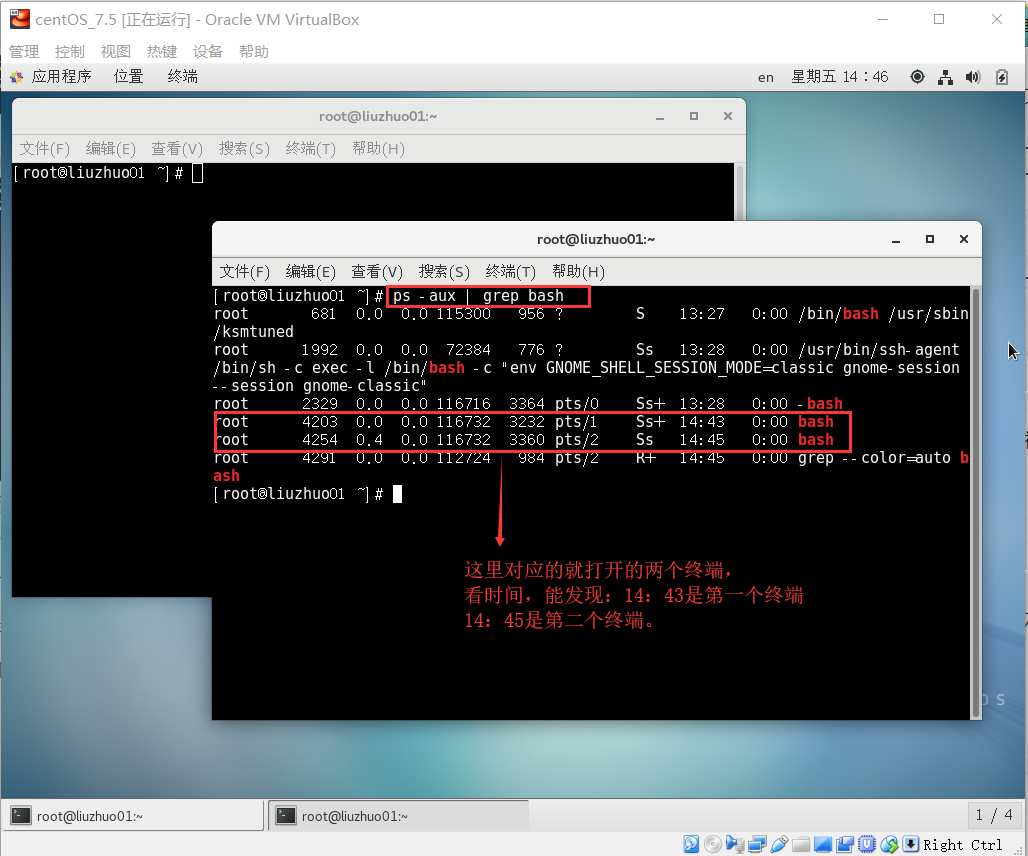 centOS_7.5 [正在运行] - Oracle VM VirtualBox
管理 控制 视图 热键 设备 帮助
应用程序 位置 终端 en 星期五 14：46
root@liuzhuo01:~
文件(F) 编辑(E) 查看(V) 搜索(S) 终端(T) 帮助(H)
[root@liuzhuo01 ~]#
root@liuzhuo01:~
文件(F) 编辑(E) 查看(V) 搜索(S) 终端(T) 帮助(H)
[root@liuzhuo01 ~]# ps -aux | grep bash
root 681 0.0 0.0 115300 956 ? S 13:27 0:00 /bin/bash /usr/sbin
/ksmtuned
root 1992 0.0 0.0 72384 776 ? Ss 13:28 0:00 /usr/bin/ssh-agent
/bin/sh -c exec -l /bin/bash -c "env GNOME_SHELL_SESSION_MODE=classic gnome-session
--session gnome-classic"
root 2329 0.0 0.0 116716 3364 pts/0 Ss+ 13:28 0:00 -bash
root 4203 0.0 0.0 116732 3232 pts/1 Ss+ 14:43 0:00 bash
root 4254 0.4 0.0 116732 3360 pts/2 Ss 14:45 0:00 bash
root 4291 0.0 0.0 112724 984 pts/2 R+ 14:45 0:00 grep --color=auto b
ash
[root@liuzhuo01 ~]#
这里对应的就打开的两个终端，
看时间，能发现：14：43是第一个终端
14：45是第二个终端。
O S
root@liuzhuo01:~ root@liuzhuo01:~ 1 / 4
Right Ctrl